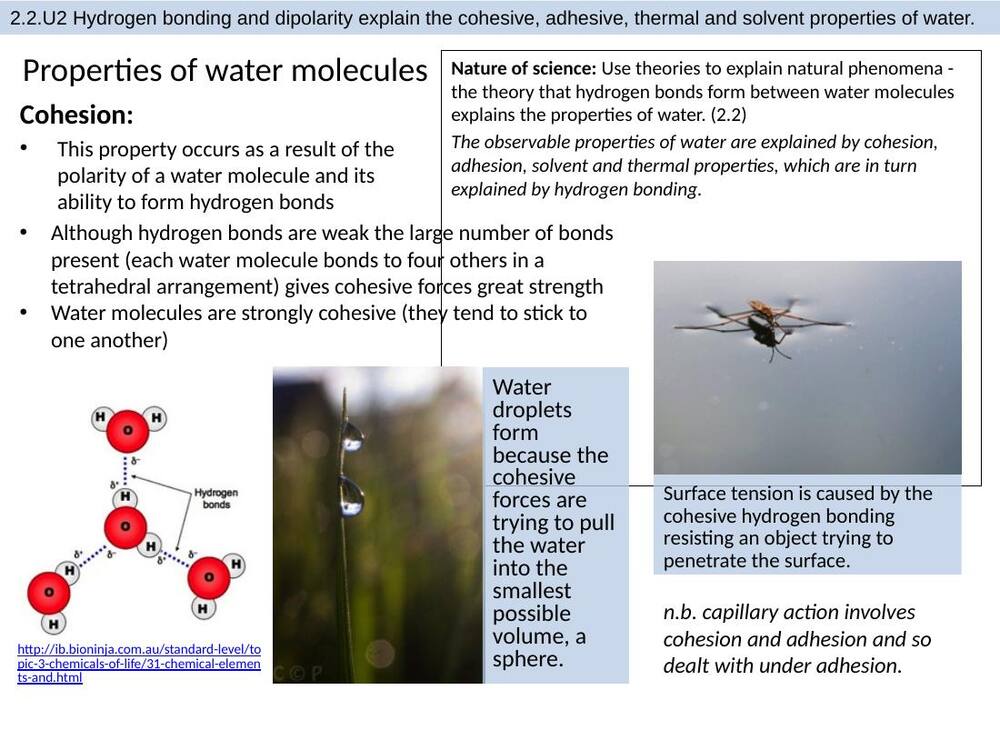 2.2.U2 Hydrogen bonding and dipolarity explain the cohesive, adhesive, thermal and solvent properties of water.
Properties of water molecules
Cohesion:
• This property occurs as a result of the
polarity of a water molecule and its
ability to form hydrogen bonds
• Although hydrogen bonds are weak the large number of bonds
present (each water molecule bonds to four others in a
tetrahedral arrangement) gives cohesive forces great strength
• Water molecules are strongly cohesive (they tend to stick to
one another)
Nature of science: Use theories to explain natural phenomena -
the theory that hydrogen bonds form between water molecules
explains the properties of water. (2.2)
The observable properties of water are explained by cohesion,
adhesion, solvent and thermal properties, which are in turn
explained by hydrogen bonding.
H H
O
δ-
δ+
H
Hydrogen
bonds
O
H
δ+ δ- δ+ δ-
H H
O O
H H
http://ib.bioninja.com.au/standard-level/to
pic-3-chemicals-of-life/31-chemical-elemen
ts-and.html
C © P
Water
droplets
form
because the
cohesive
forces are
trying to pull
the water
into the
smallest
possible
volume, a
sphere.
Surface tension is caused by the
cohesive hydrogen bonding
resisting an object trying to
penetrate the surface.
n.b. capillary action involves
cohesion and adhesion and so
dealt with under adhesion.